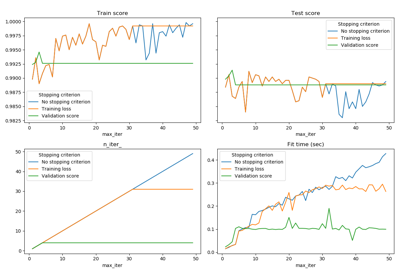 Train score
1.0000
0.9975
0.9950
0.9925
0.9900
0.9875
0.9850
0.9825
Stopping criterion
No stopping criterion
Training loss
Validation score
0 10 20 30 40 50
max_iter
Test score
Stopping criterion
No stopping criterion
Training loss
Validation score
0 10 20 30 40 50
max_iter
n_iter_
50
40
30
20
10
0
Stopping criterion
No stopping criterion
Training loss
Validation score
0 10 20 30 40 50
max_iter
Fit time (sec)
0.4
0.3
0.2
0.1
0.0
Stopping criterion
No stopping criterion
Training loss
Validation score
0 10 20 30 40 50
max_iter